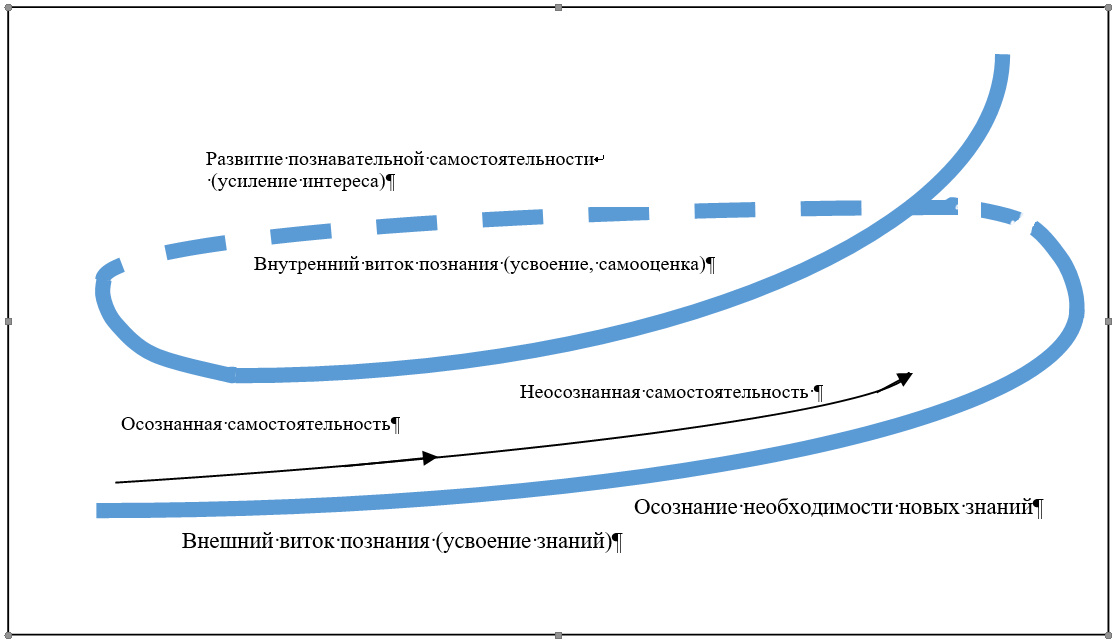 Развитие познавательной самостоятельности
(усиление интереса)
Внутренний виток познания (усвоение, самооценка)
Неосознанная самостоятельность
Осознанная самостоятельность
Осознание необходимости новых знаний
Внешний виток познания (усвоение знаний)